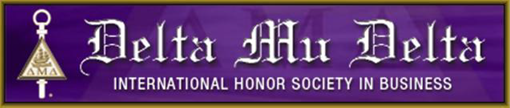 ΔΜΔ
Delta Mu Delta
INTERNATIONAL HONOR SOCIETY IN BUSINESS